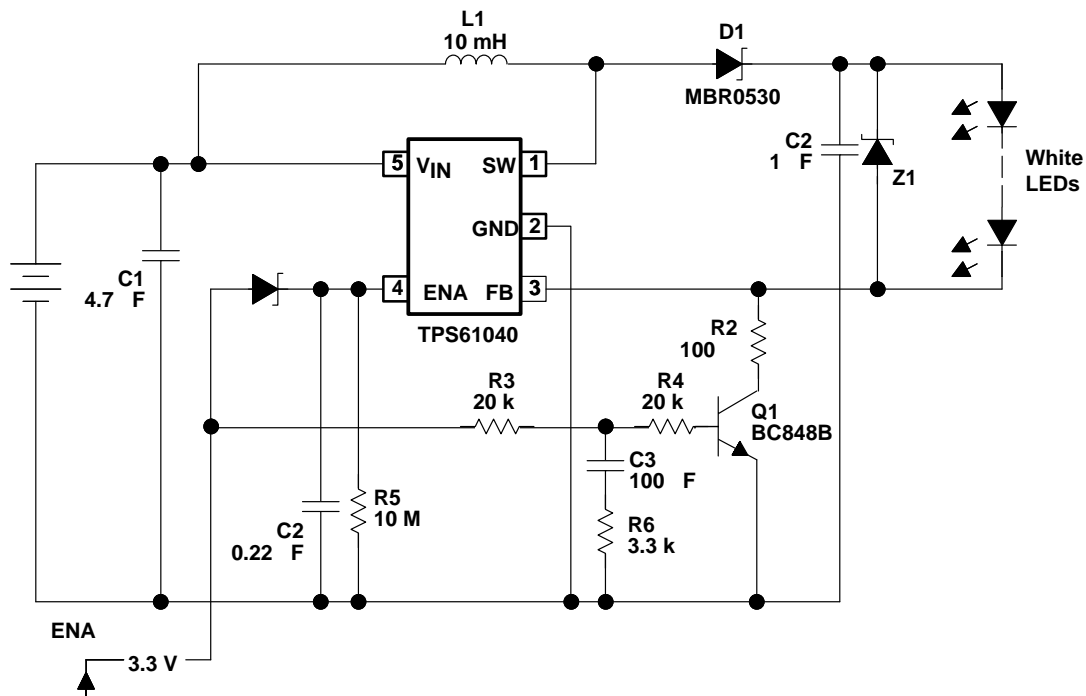 L1
10 mH
D1
MBR0530
5
VIN
SW
1
C2
1 F
Z1
White
LEDs
GND
2
C1
4.7 F
4
ENA
FB
3
TPS61040
R2
100
R3
20 k
R4
20 k
Q1
BC848B
C3
100 F
R5
10 M
C2
0.22 F
R6
3.3 k
ENA
3.3 V